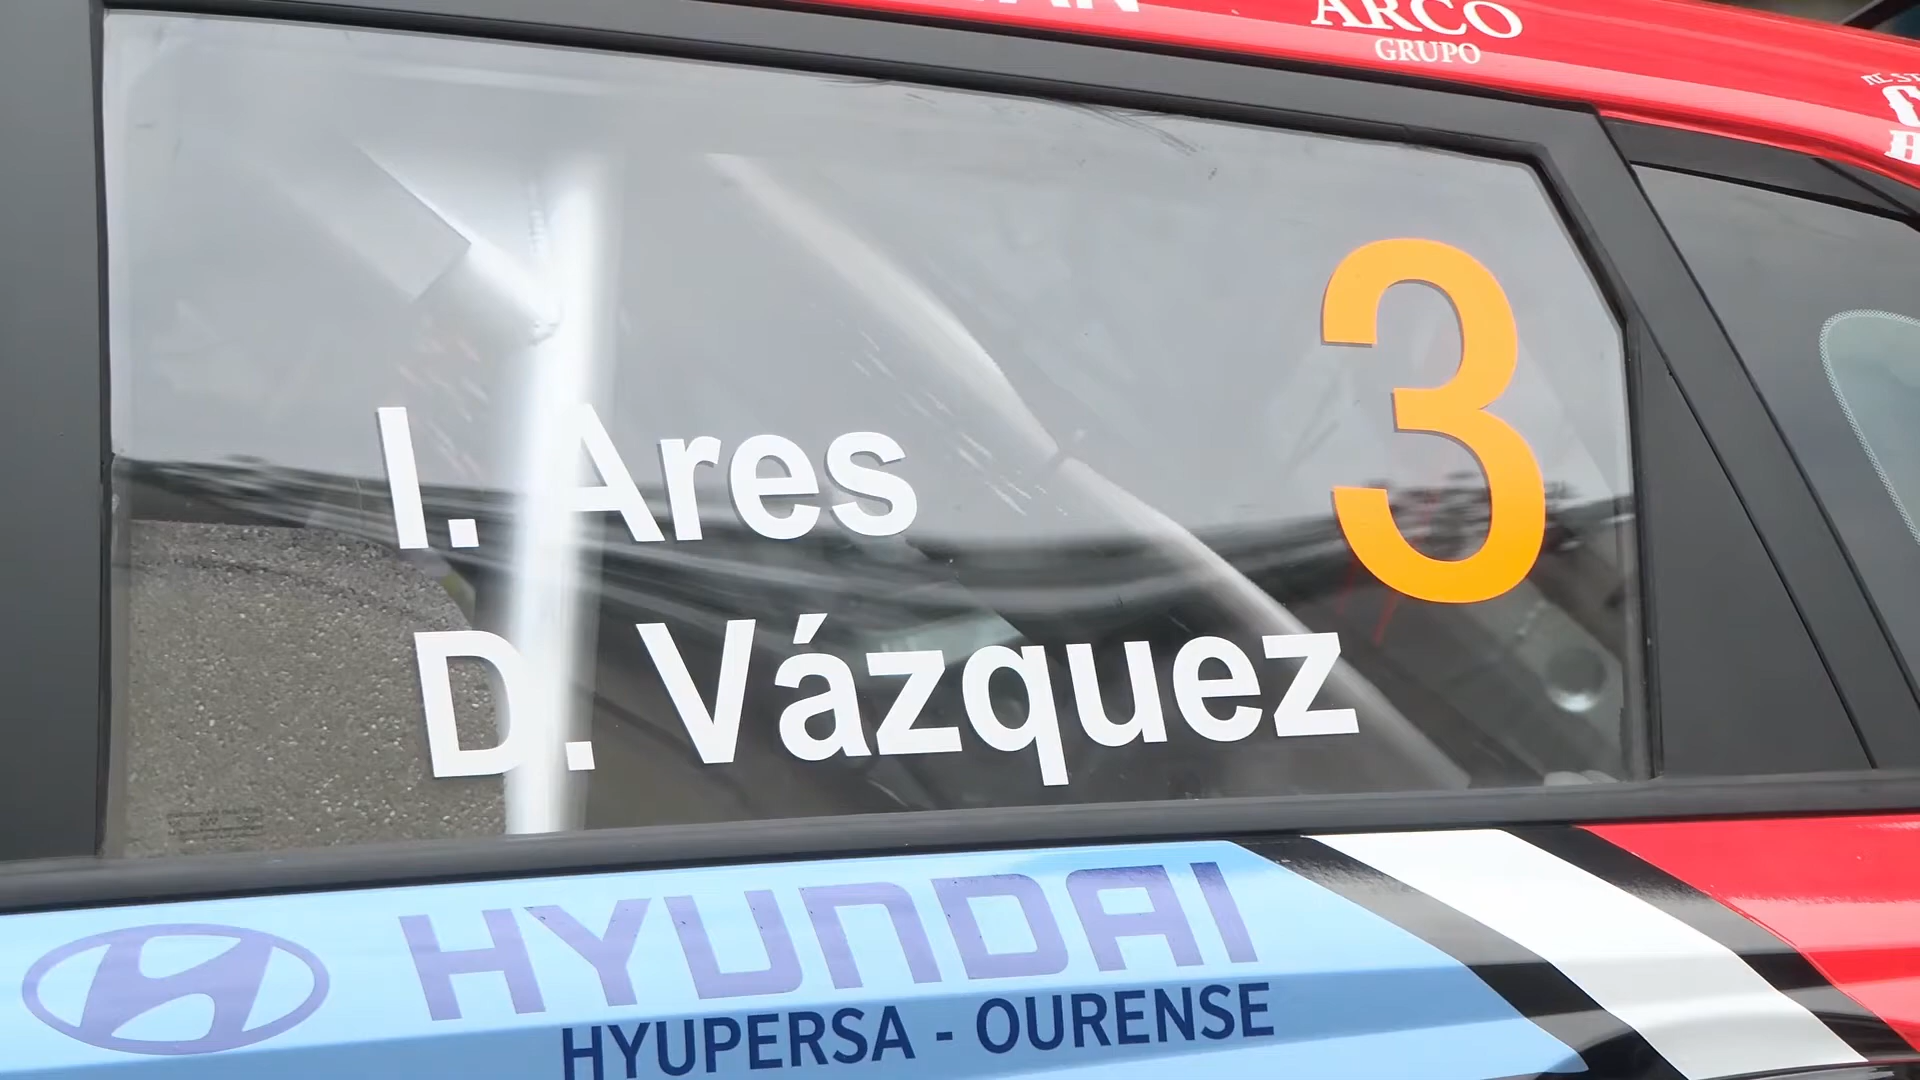 ARCO
GRUPO
3
I. Ares
D. Vázquez
HYUNDAI
HYUPERSA - OURENSE